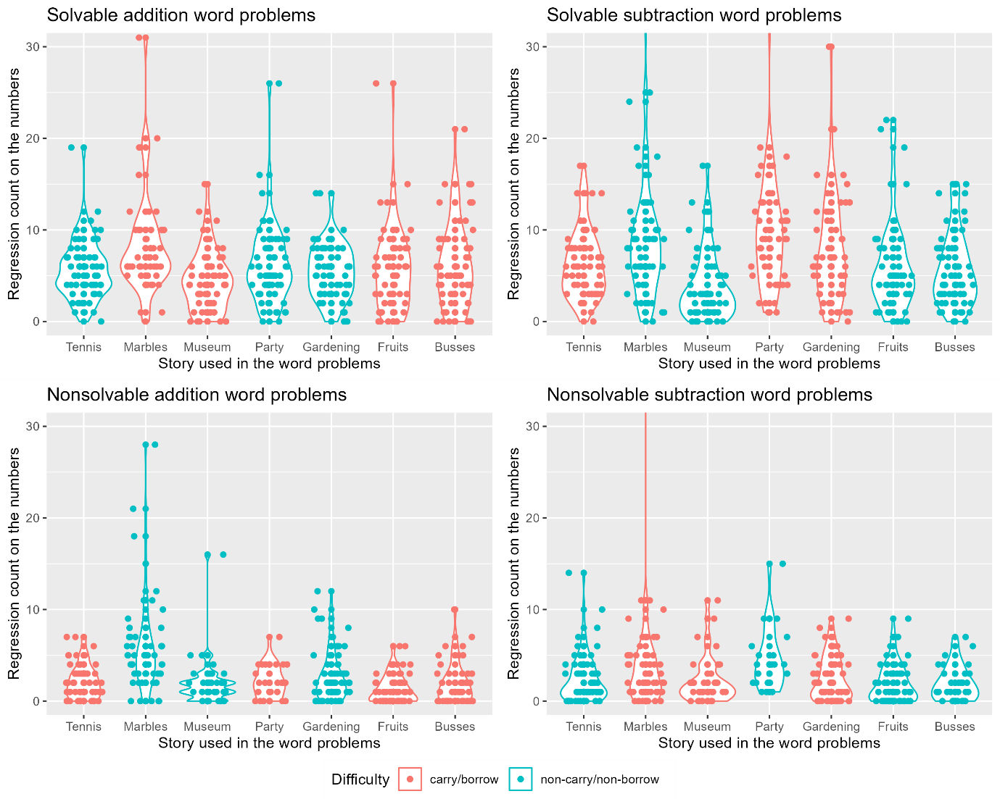 Solvable addition word problems
Regression count on the numbers
30
20
10
0
Tennis Marbles Museum Party Gardening Fruits Busses
Story used in the word problems
Solvable subtraction word problems
Regression count on the numbers
30
20
10
0
Tennis Marbles Museum Party Gardening Fruits Busses
Story used in the word problems
Nonsolvable addition word problems
Regression count on the numbers
30
20
10
0
Tennis Marbles Museum Party Gardening Fruits Busses
Story used in the word problems
Nonsolvable subtraction word problems
Regression count on the numbers
30
20
10
0
Tennis Marbles Museum Party Gardening Fruits Busses
Story used in the word problems
Difficulty carry/borrow non-carry/non-borrow